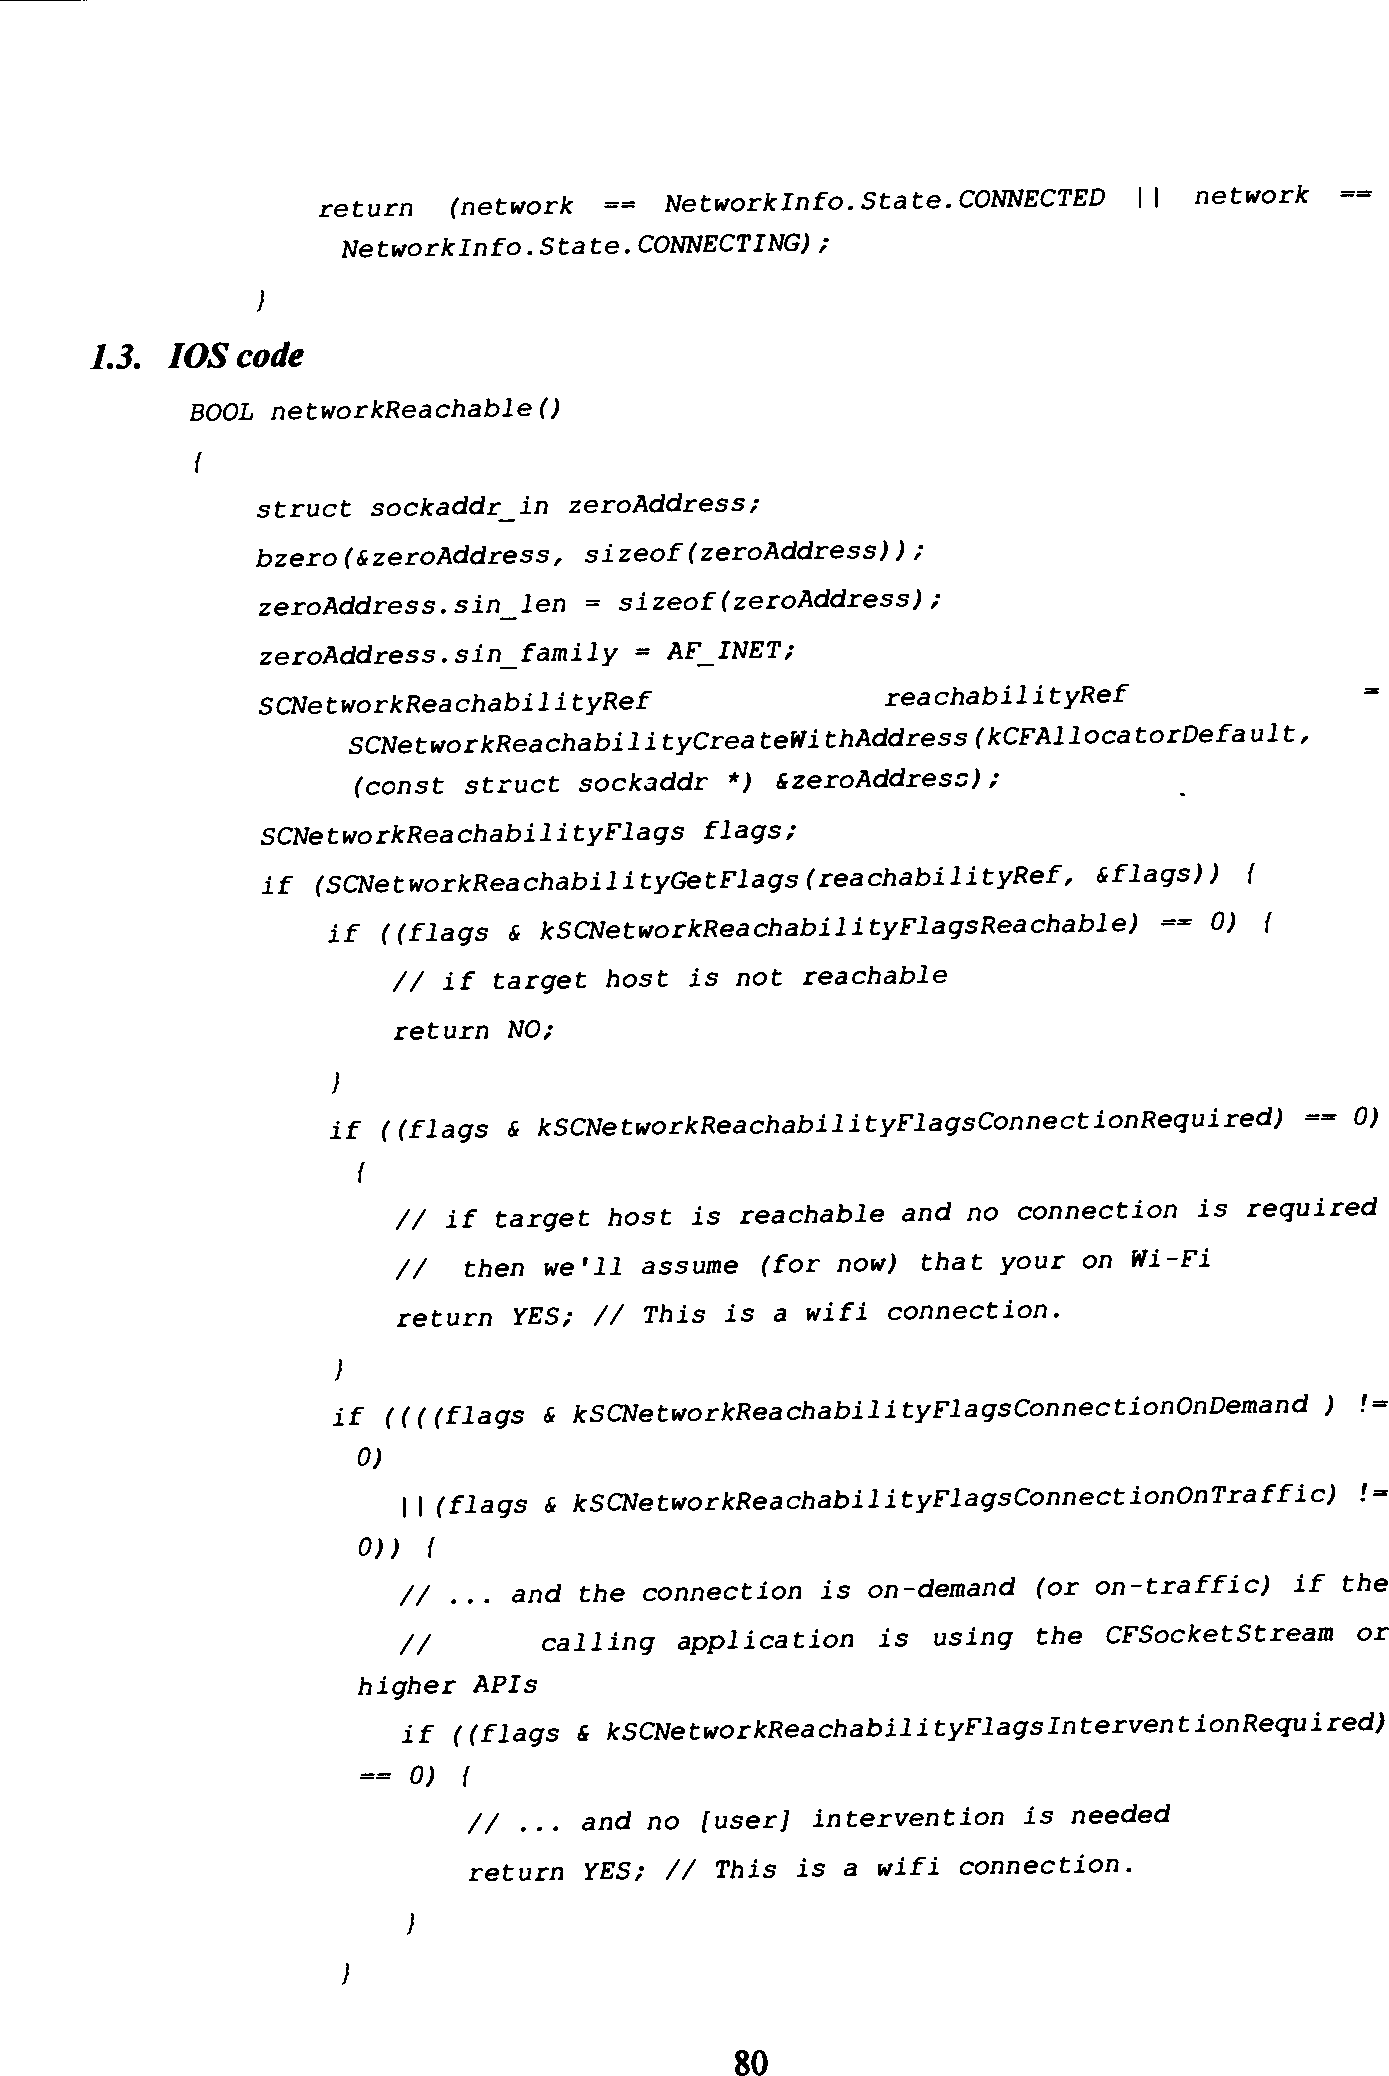 return (network == NetworkInfo.State.CONNECTED || network ==
NetworkInfo.State.CONNECTING);
}
1.3. IOS code
BOOL networkReachable()
{
struct sockaddr_in zeroAddress;
bzero(&zeroAddress, sizeof(zeroAddress));
zeroAddress.sin_len = sizeof(zeroAddress);
zeroAddress.sin_family = AF_INET;
SCNetworkReachabilityRef reachabilityRef =
SCNetworkReachabilityCreateWithAddress(kCFAllocatorDefault,
(const struct sockaddr *) &zeroAddress);
SCNetworkReachabilityFlags flags;
if (SCNetworkReachabilityGetFlags(reachabilityRef, &flags)) {
if ((flags & kSCNetworkReachabilityFlagsReachable) == 0) {
// if target host is not reachable
return NO;
}
if ((flags & kSCNetworkReachabilityFlagsConnectionRequired) == 0)
{
// if target host is reachable and no connection is required
// then we'll assume (for now) that your on Wi-Fi
return YES; // This is a wifi connection.
}
if ((((flags & kSCNetworkReachabilityFlagsConnectionOnDemand ) !=
0)
||(flags & kSCNetworkReachabilityFlagsConnectionOnTraffic) !=
0)) {
// ... and the connection is on-demand (or on-traffic) if the
// calling application is using the CFSocketStream or
higher APIs
if ((flags & kSCNetworkReachabilityFlagsInterventionRequired)
== 0) {
// ... and no [user] intervention is needed
return YES; // This is a wifi connection.
}
}
80